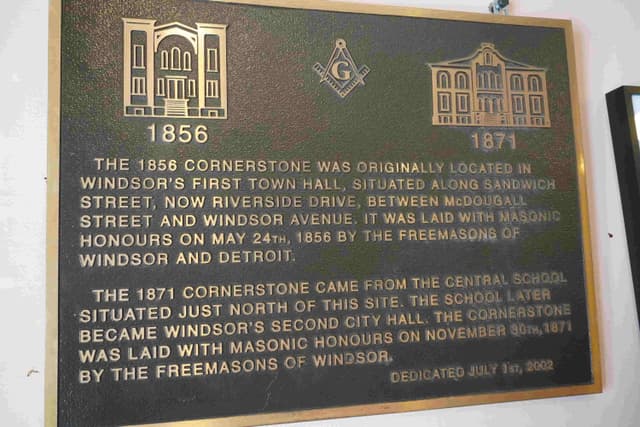 G
1856
1871
THE 1856 CORNERSTONE WAS ORIGINALLY LOCATED IN
WINDSOR'S FIRST TOWN HALL, SITUATED ALONG SANDWICH
STREET, NOW RIVERSIDE DRIVE, BETWEEN McDOUGALL
STREET AND WINDSOR AVENUE. IT WAS LAID WITH MASONIC
HONOURS ON MAY 24TH, 1856 BY THE FREEMASONS OF
WINDSOR AND DETROIT.
THE 1871 CORNERSTONE CAME FROM THE CENTRAL SCHOOL
SITUATED JUST NORTH OF THIS SITE. THE SCHOOL LATER
BECAME WINDSOR'S SECOND CITY HALL. THE CORNERSTONE
WAS LAID WITH MASONIC HONOURS ON NOVEMBER 30TH, 1871
BY THE FREEMASONS OF WINDSOR.
DEDICATED JULY 1ST, 2002